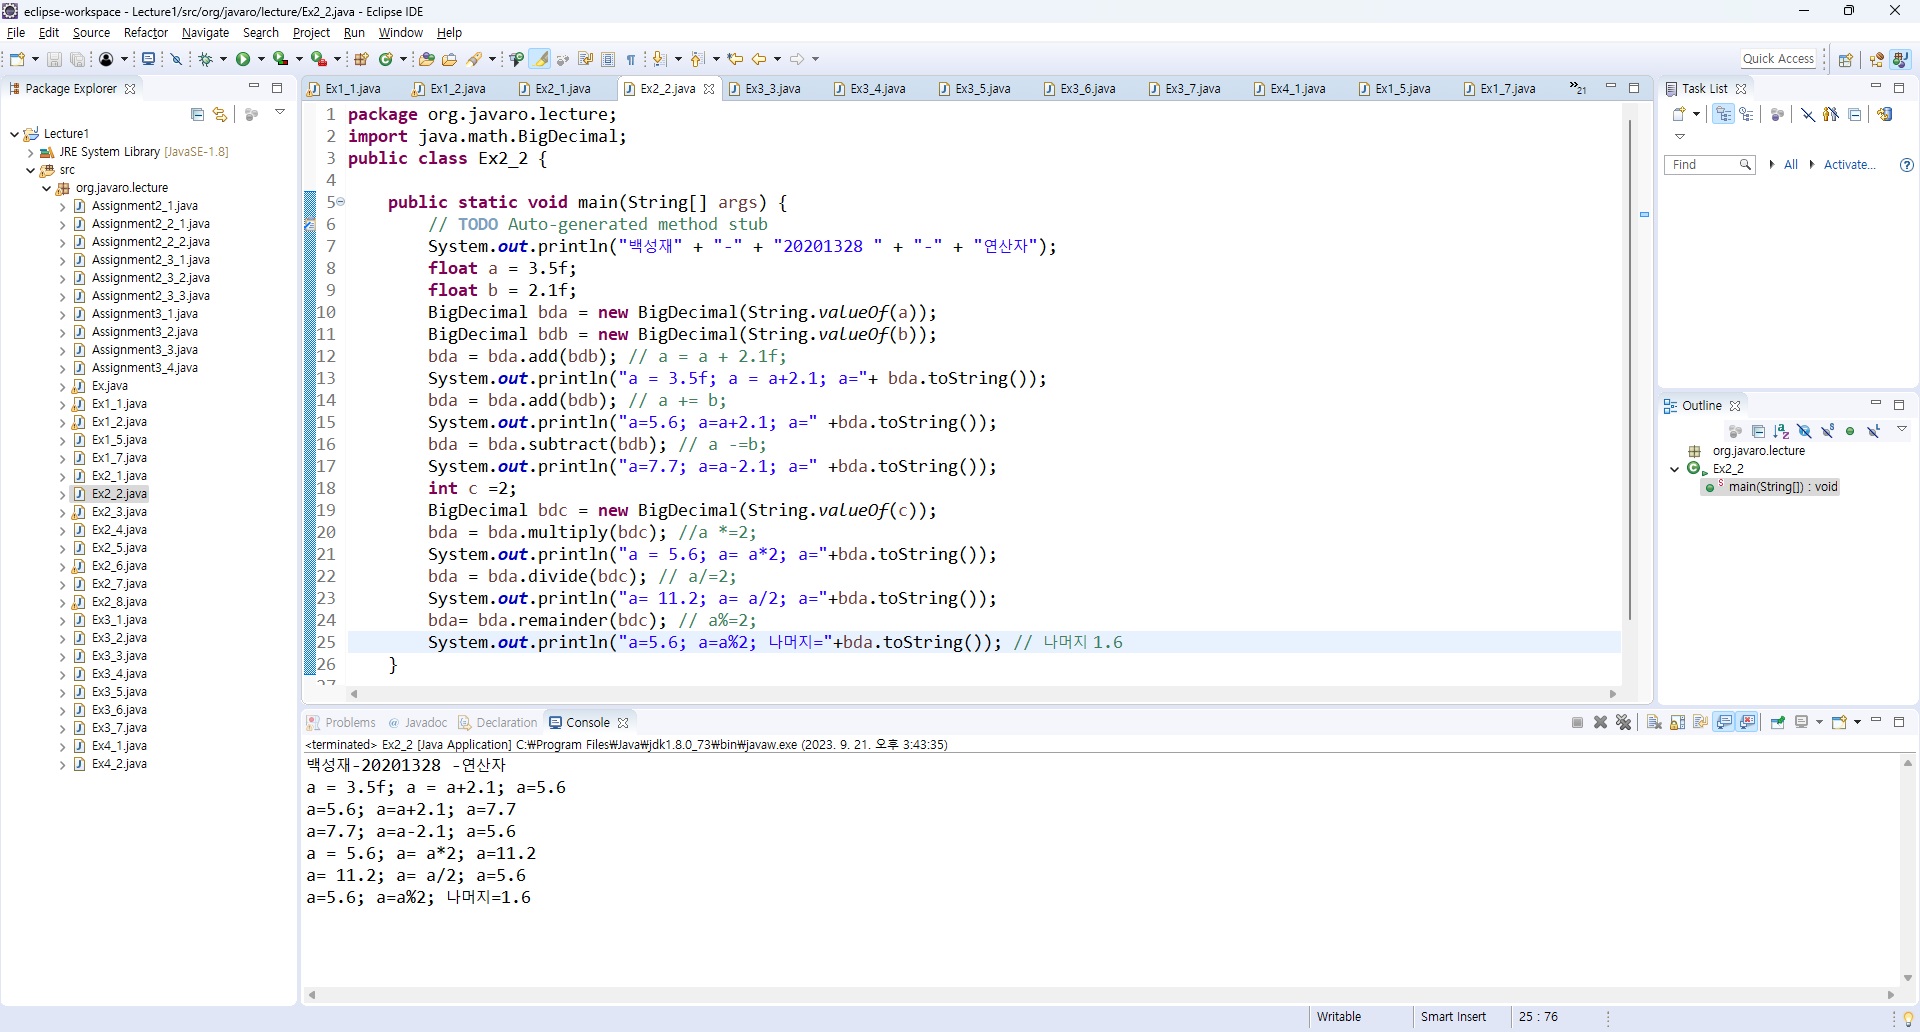 eclipse-workspace - Lecture1/src/org/javaro/lecture/Ex2_2.java - Eclipse IDE
File Edit Source Refactor Navigate Search Project Run Window Help
Quick Access
Package Explorer
Lecture1
JRE System Library [JavaSE-1.8]
src
org.javaro.lecture
Assignment2_1.java
Assignment2_2_1.java
Assignment2_2_2.java
Assignment2_3_1.java
Assignment2_3_2.java
Assignment2_3_3.java
Assignment3_1.java
Assignment3_2.java
Assignment3_3.java
Assignment3_4.java
Ex.java
Ex1_1.java
Ex1_2.java
Ex1_5.java
Ex1_7.java
Ex2_1.java
Ex2_2.java
Ex2_3.java
Ex2_4.java
Ex2_5.java
Ex2_6.java
Ex2_7.java
Ex2_8.java
Ex3_1.java
Ex3_2.java
Ex3_3.java
Ex3_4.java
Ex3_5.java
Ex3_6.java
Ex3_7.java
Ex4_1.java
Ex4_2.java
Ex1_1.java Ex1_2.java Ex2_1.java Ex2_2.java Ex3_3.java Ex3_4.java Ex3_5.java Ex3_6.java Ex3_7.java Ex4_1.java Ex1_5.java Ex1_7.java »21
1 package org.javaro.lecture;
2 import java.math.BigDecimal;
3 public class Ex2_2 {
4
5 public static void main(String[] args) {
6 // TODO Auto-generated method stub
7 System.out.println("백성재" + "-" + "20201328 " + "-" + "연산자");
8 float a = 3.5f;
9 float b = 2.1f;
10 BigDecimal bda = new BigDecimal(String.valueOf(a));
11 BigDecimal bdb = new BigDecimal(String.valueOf(b));
12 bda = bda.add(bdb); // a = a + 2.1f;
13 System.out.println("a = 3.5f; a = a+2.1; a="+ bda.toString());
14 bda = bda.add(bdb); // a += b;
15 System.out.println("a=5.6; a=a+2.1; a=" +bda.toString());
16 bda = bda.subtract(bdb); // a -=b;
17 System.out.println("a=7.7; a=a-2.1; a=" +bda.toString());
18 int c =2;
19 BigDecimal bdc = new BigDecimal(String.valueOf(c));
20 bda = bda.multiply(bdc); //a *=2;
21 System.out.println("a = 5.6; a= a*2; a="+bda.toString());
22 bda = bda.divide(bdc); // a/=2;
23 System.out.println("a= 11.2; a= a/2; a="+bda.toString());
24 bda= bda.remainder(bdc); // a%=2;
25 System.out.println("a=5.6; a=a%2; 나머지="+bda.toString()); // 나머지 1.6
26 }
27
Task List
Find All Activate...
Outline
org.javaro.lecture
Ex2_2
main(String[]) : void
Problems Javadoc Declaration Console
<terminated> Ex2_2 [Java Application] C:₩Program Files₩Java₩jdk1.8.0_73₩bin₩javaw.exe (2023. 9. 21. 오후 3:43:35)
백성재-20201328 -연산자
a = 3.5f; a = a+2.1; a=5.6
a=5.6; a=a+2.1; a=7.7
a=7.7; a=a-2.1; a=5.6
a = 5.6; a= a*2; a=11.2
a= 11.2; a= a/2; a=5.6
a=5.6; a=a%2; 나머지=1.6
Writable Smart Insert 25 : 76